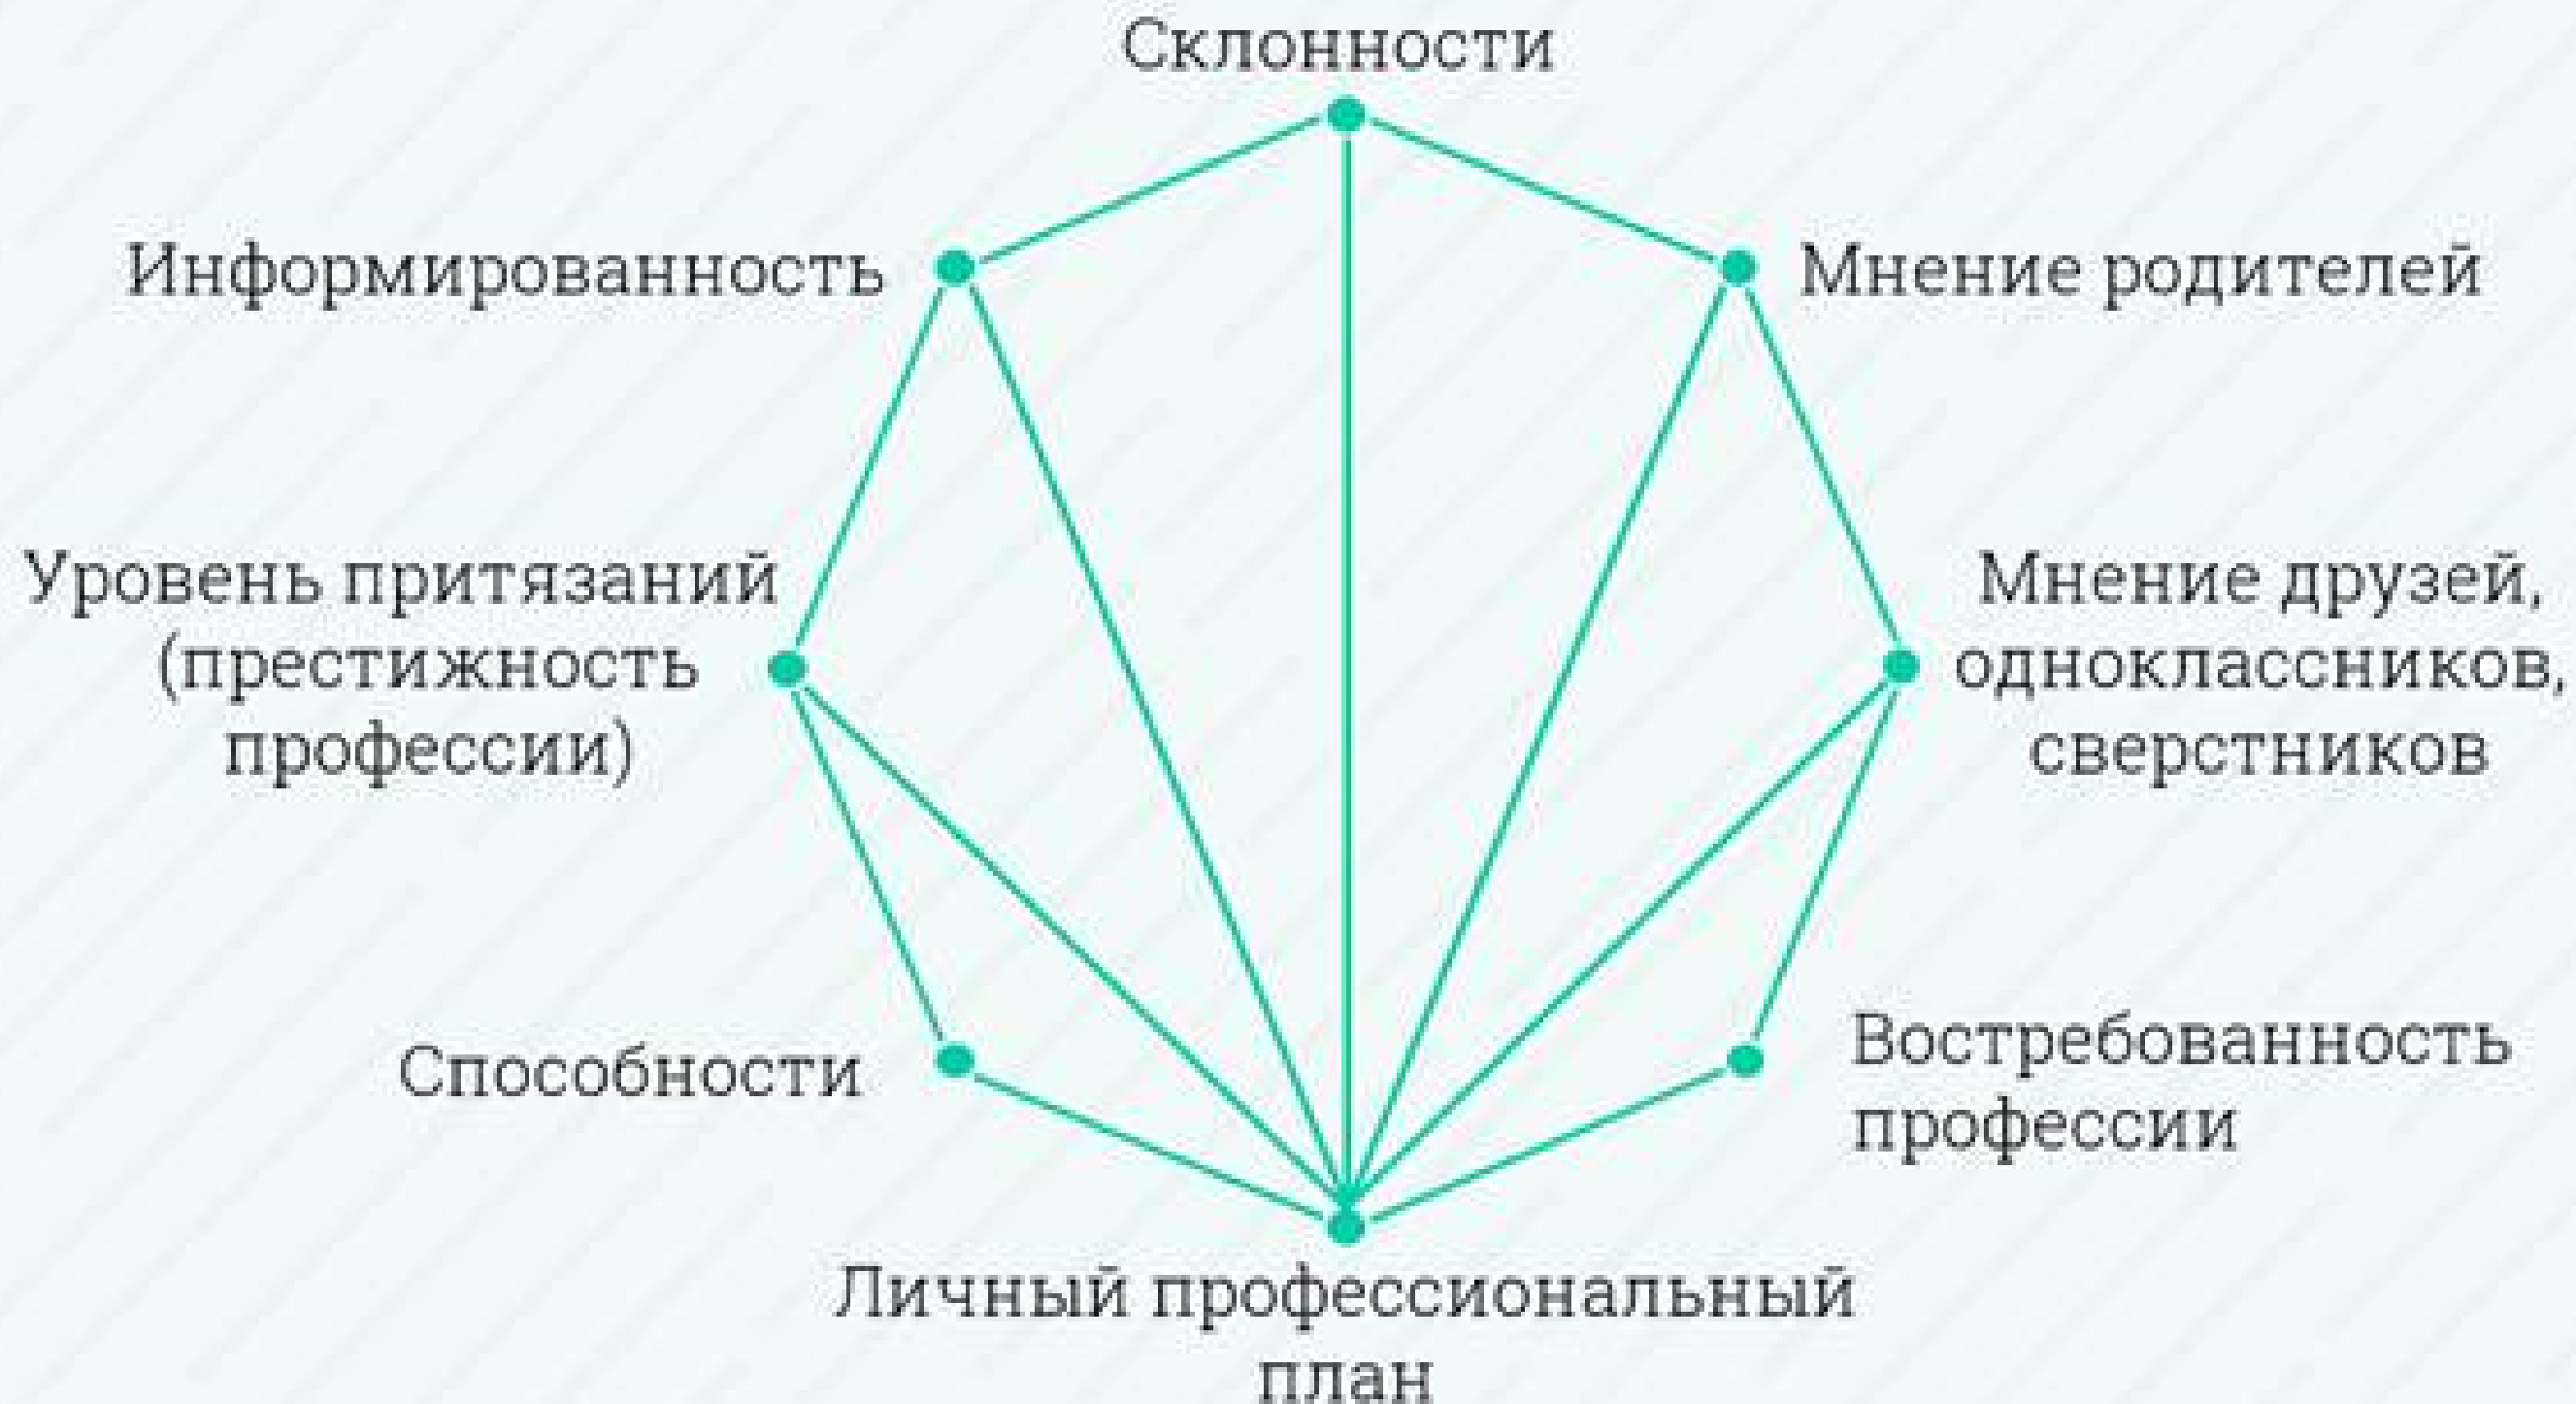 Склонности
Информированность
Мнение родителей
Уровень притязаний
(престижность
профессии)
Мнение друзей,
одноклассников,
сверстников
Способности
Востребованность
профессии
Личный профессиональный
план